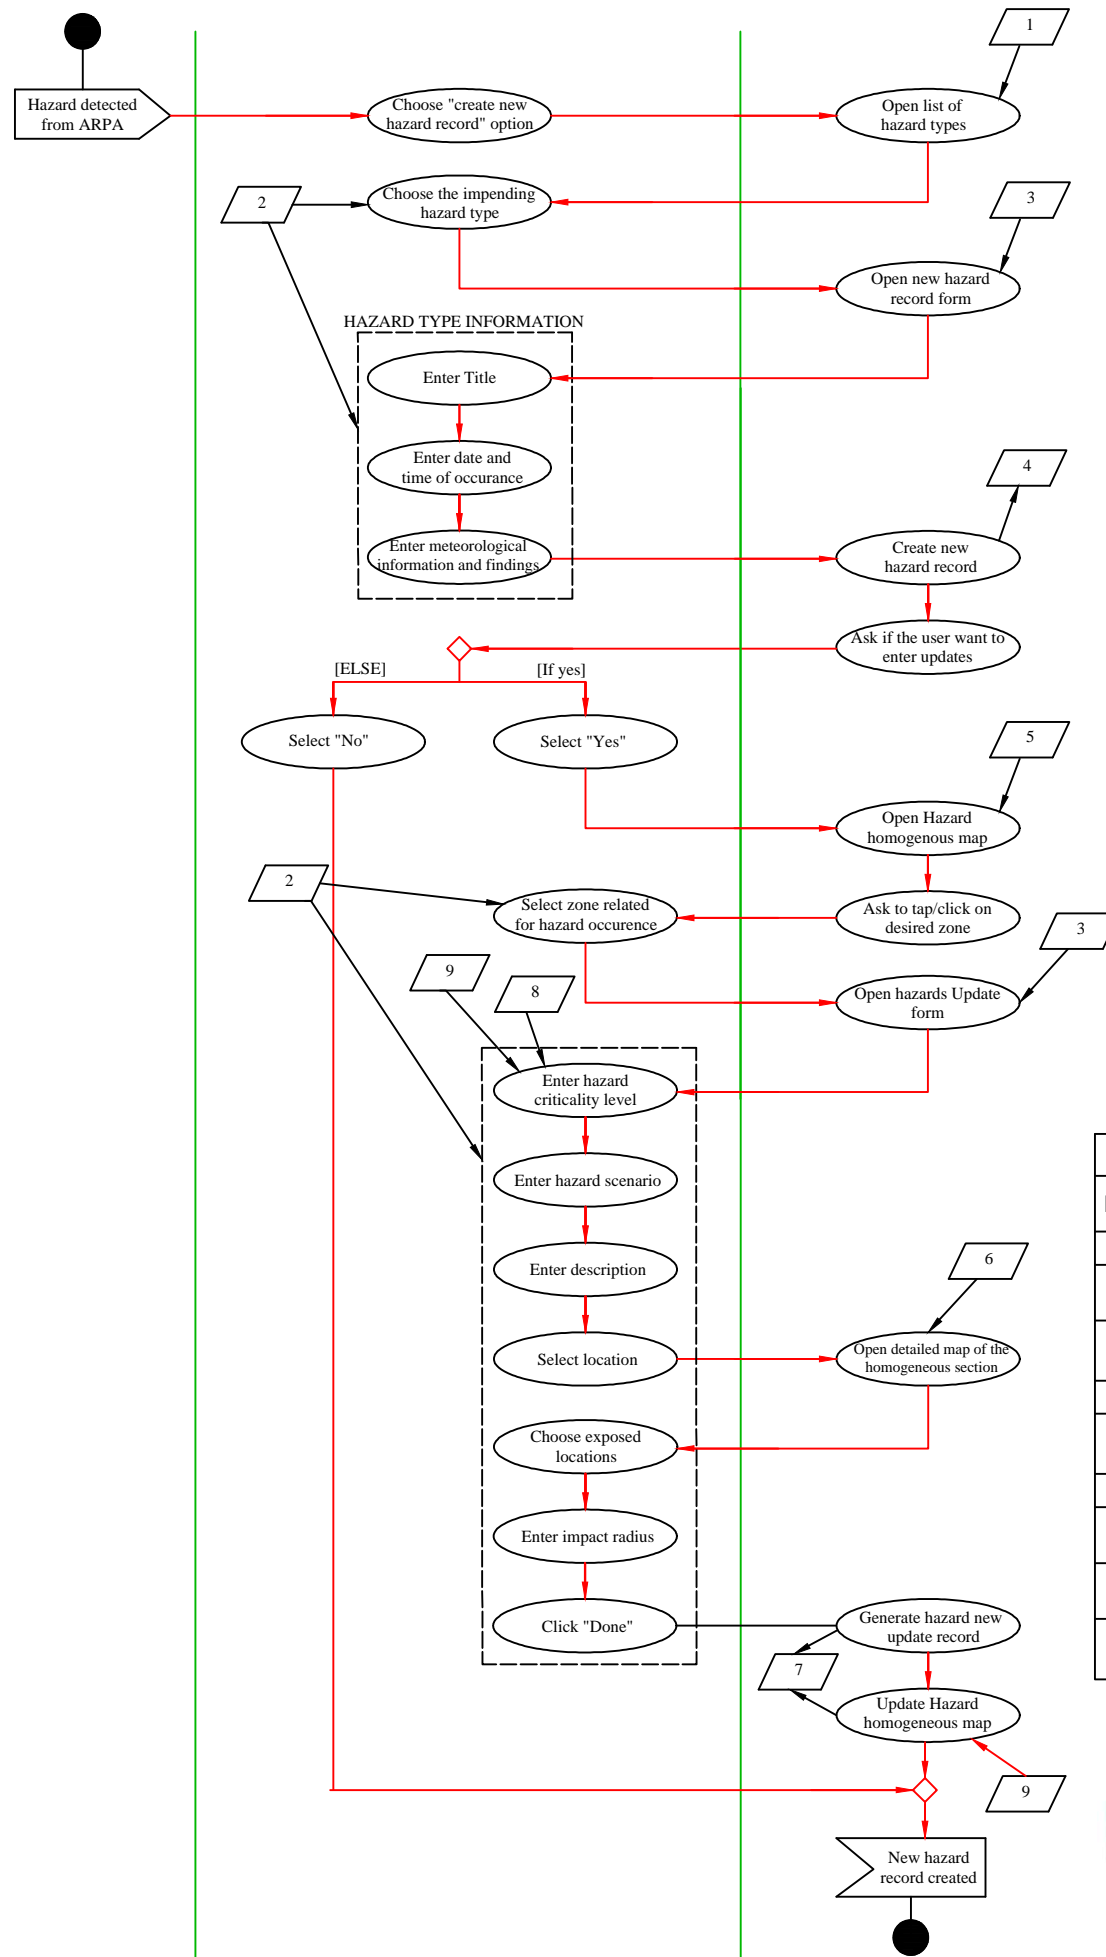 1
Hazard detected
from ARPA
Choose "create new
hazard record" option
Open list of
hazard types
2
Choose the impending
hazard type
3
Open new hazard
record form
HAZARD TYPE INFORMATION
Enter Title
Enter date and
time of occurance
4
Enter meteorological
information and findings
Create new
hazard record
Ask if the user want to
enter updates
[ELSE]
[If yes]
Select "No"
Select "Yes"
5
Open Hazard
homogenous map
2
Select zone related
for hazard occurence
Ask to tap/click on
desired zone
3
9
8
Open hazards Update
form
Enter hazard
criticality level
Enter hazard scenario
Enter description
6
Select location
Open detailed map of the
homogeneous section
Choose exposed
locations
Enter impact radius
Click "Done"
Generate hazard new
update record
7
Update Hazard
homogeneous map
9
New hazard
record created